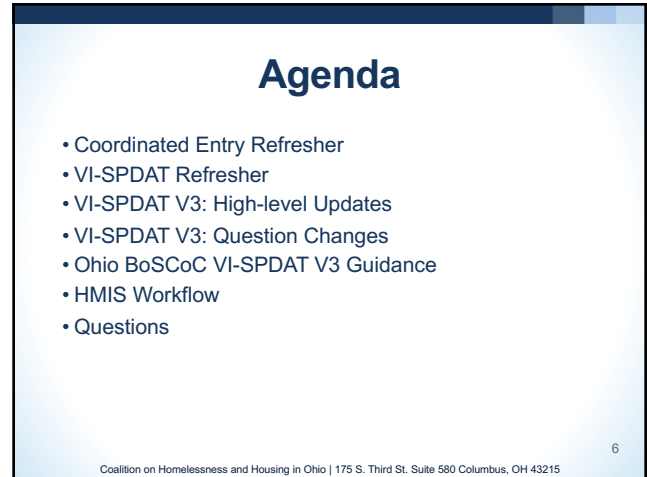 Agenda
• Coordinated Entry Refresher
• VI-SPDAT Refresher
• VI-SPDAT V3: High-level Updates
• VI-SPDAT V3: Question Changes
• Ohio BoSCoC VI-SPDAT V3 Guidance
• HMIS Workflow
• Questions
6
Coalition on Homelessness and Housing in Ohio | 175 S. Third St. Suite 580 Columbus, OH 43215